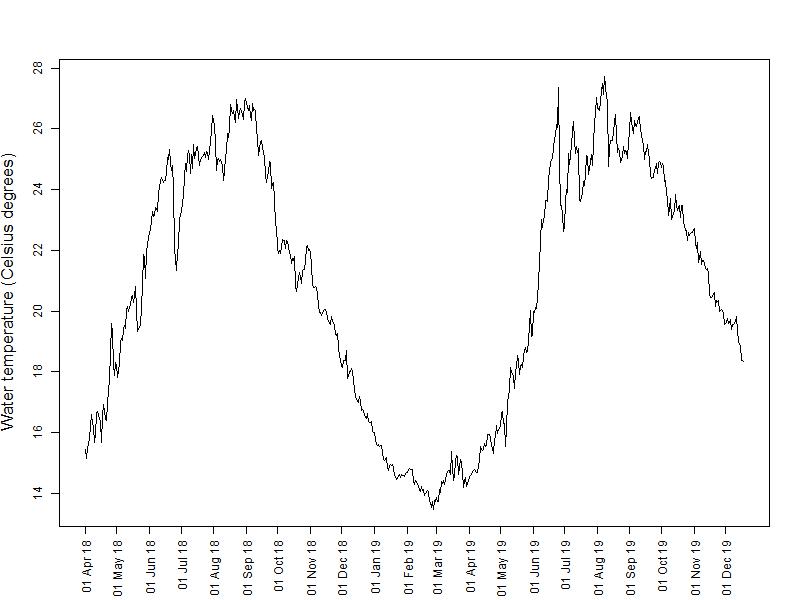 Water temperature (Celsius degrees)
28
26
24
22
20
18
16
14
01 Apr 18
01 May 18
01 Jun 18
01 Jul 18
01 Aug 18
01 Sep 18
01 Oct 18
01 Nov 18
01 Dec 18
01 Jan 19
01 Feb 19
01 Mar 19
01 Apr 19
01 May 19
01 Jun 19
01 Jul 19
01 Aug 19
01 Sep 19
01 Oct 19
01 Nov 19
01 Dec 19